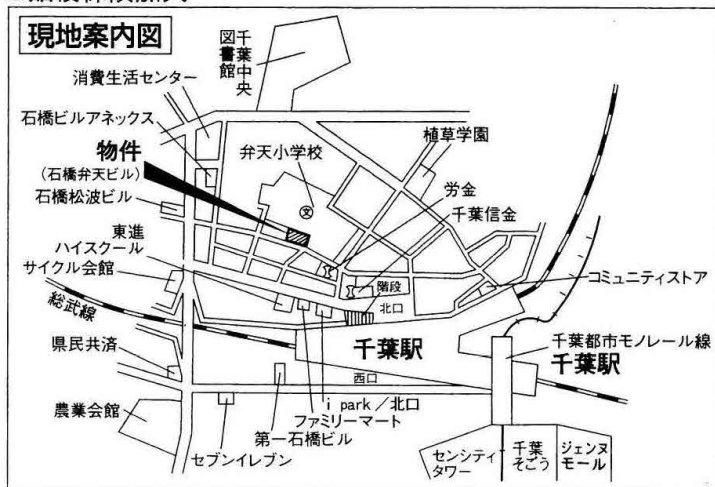 現地案内図
千葉中央
図書館
消費生活センター
石橋ビルアネックス
植草学園
物件
(石橋弁天ビル)
弁天小学校
文
労金
石橋松波ビル
千葉信金
東進
ハイスクール
サイクル会館
階段
北口
コミュニティストア
総武線
千葉駅
千葉都市モノレール線
千葉駅
県民共済
西口
i park/北口
ファミリーマート
農業会館
第一石橋ビル
セブンイレブン
センシティ
タワー
千葉
そごう
ジェンヌ
モール